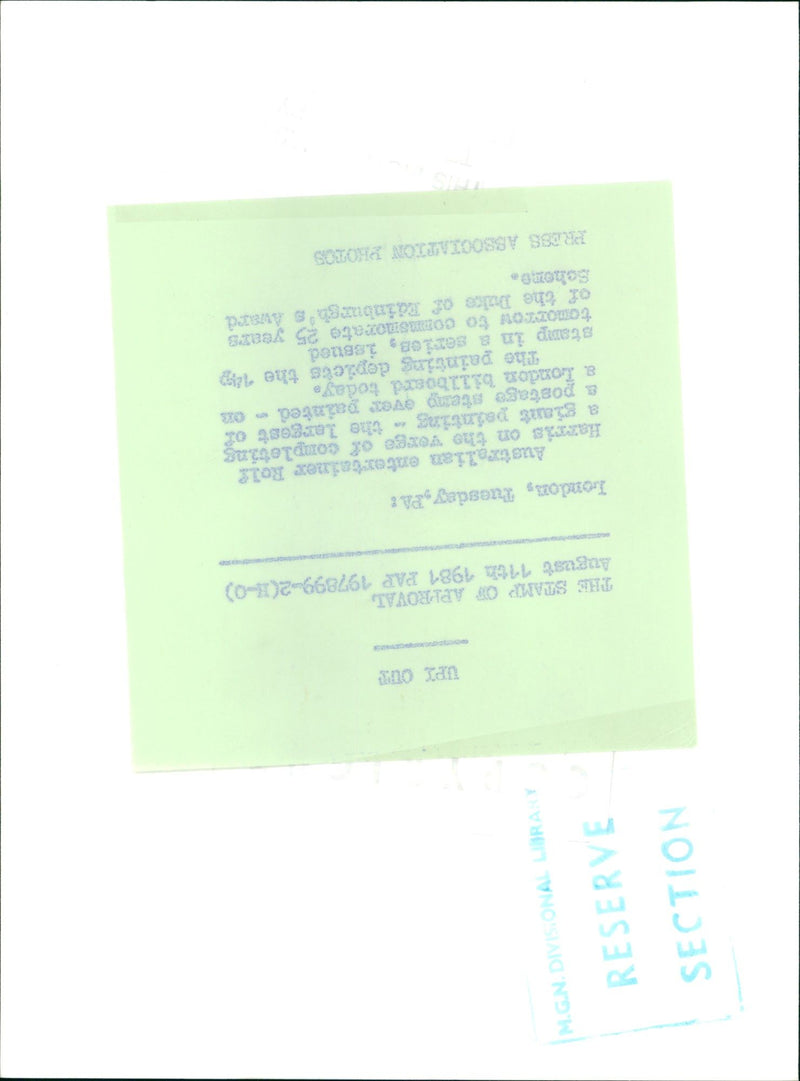 UPI OUT
THE STAMP OF APPROVAL
August 11th 1981 PAP 197899-2(H-O)
London, Tuesday,PA:
Australian entertainer Rolf
Harris on the verge of completing
a giant painting - the largest of
a postage stamp ever painted - on
a London billboard today.
The painting depicts the 14p
stamp in a series, issued
tomorrow to commemorate 25 years
of the Duke of Edinburgh's Award
Scheme.
PRESS ASSOCIATION PHOTOS
M.G.N. DIVISIONAL LIBRARY
RESERVE
SECTION